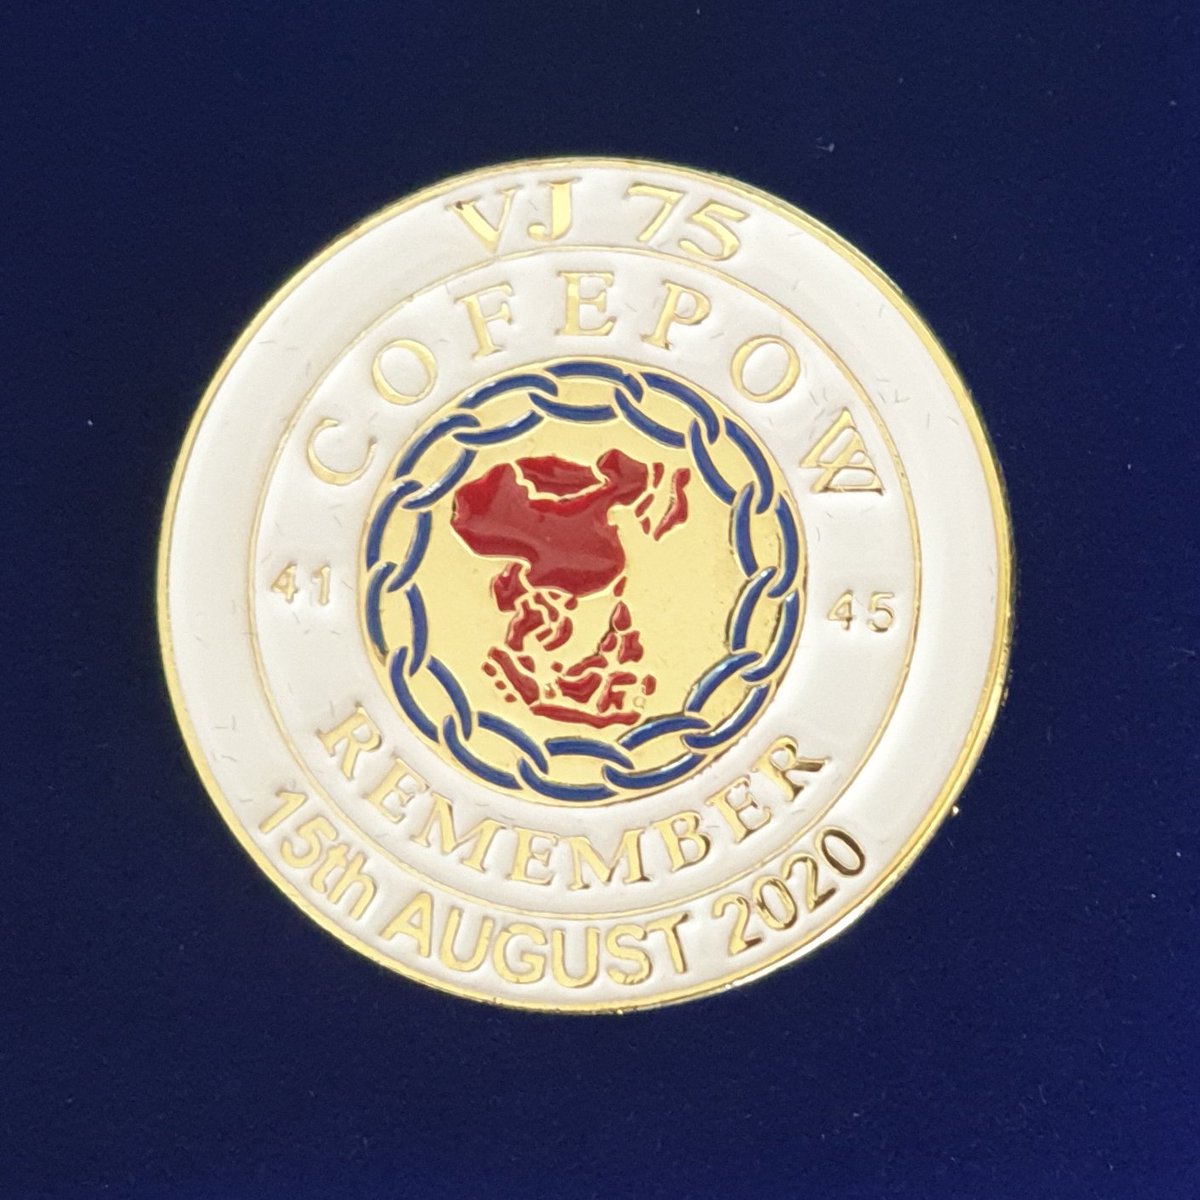 VJ 75
COFEPOW
41 45
REMEMBER
15th AUGUST 2020